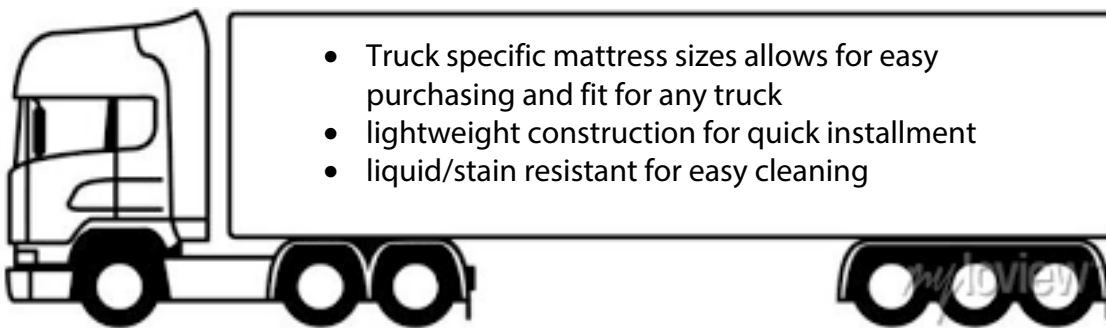 • Truck specific mattress sizes allows for easy
purchasing and fit for any truck
• lightweight construction for quick installment
• liquid/stain resistant for easy cleaning
myloview